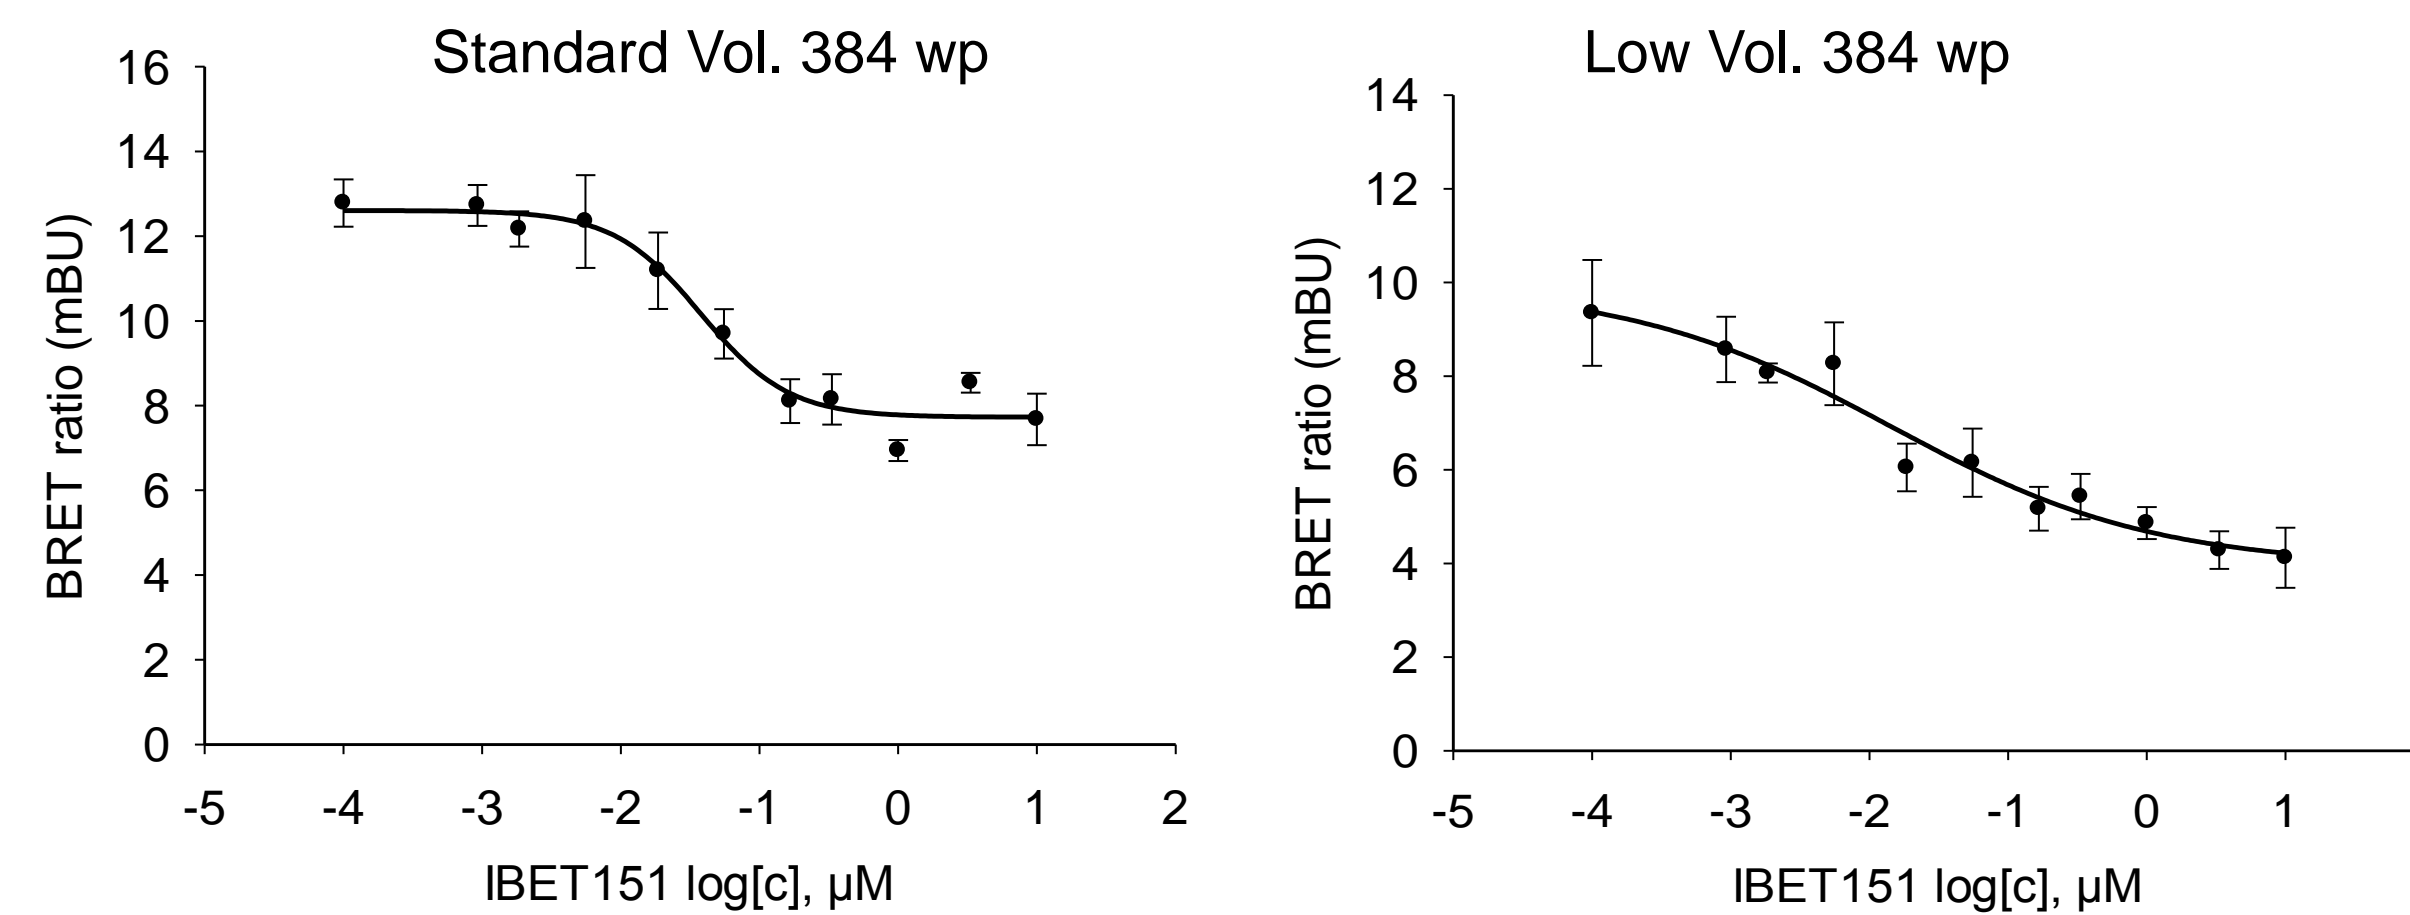 Standard Vol. 384 wp
16
14
12
10
8
6
4
2
0
BRET ratio (mBU)
-5 -4 -3 -2 -1 0 1 2
IBET151 log[c], µM
Low Vol. 384 wp
14
12
10
8
6
4
2
0
BRET ratio (mBU)
-5 -4 -3 -2 -1 0 1
IBET151 log[c], µM